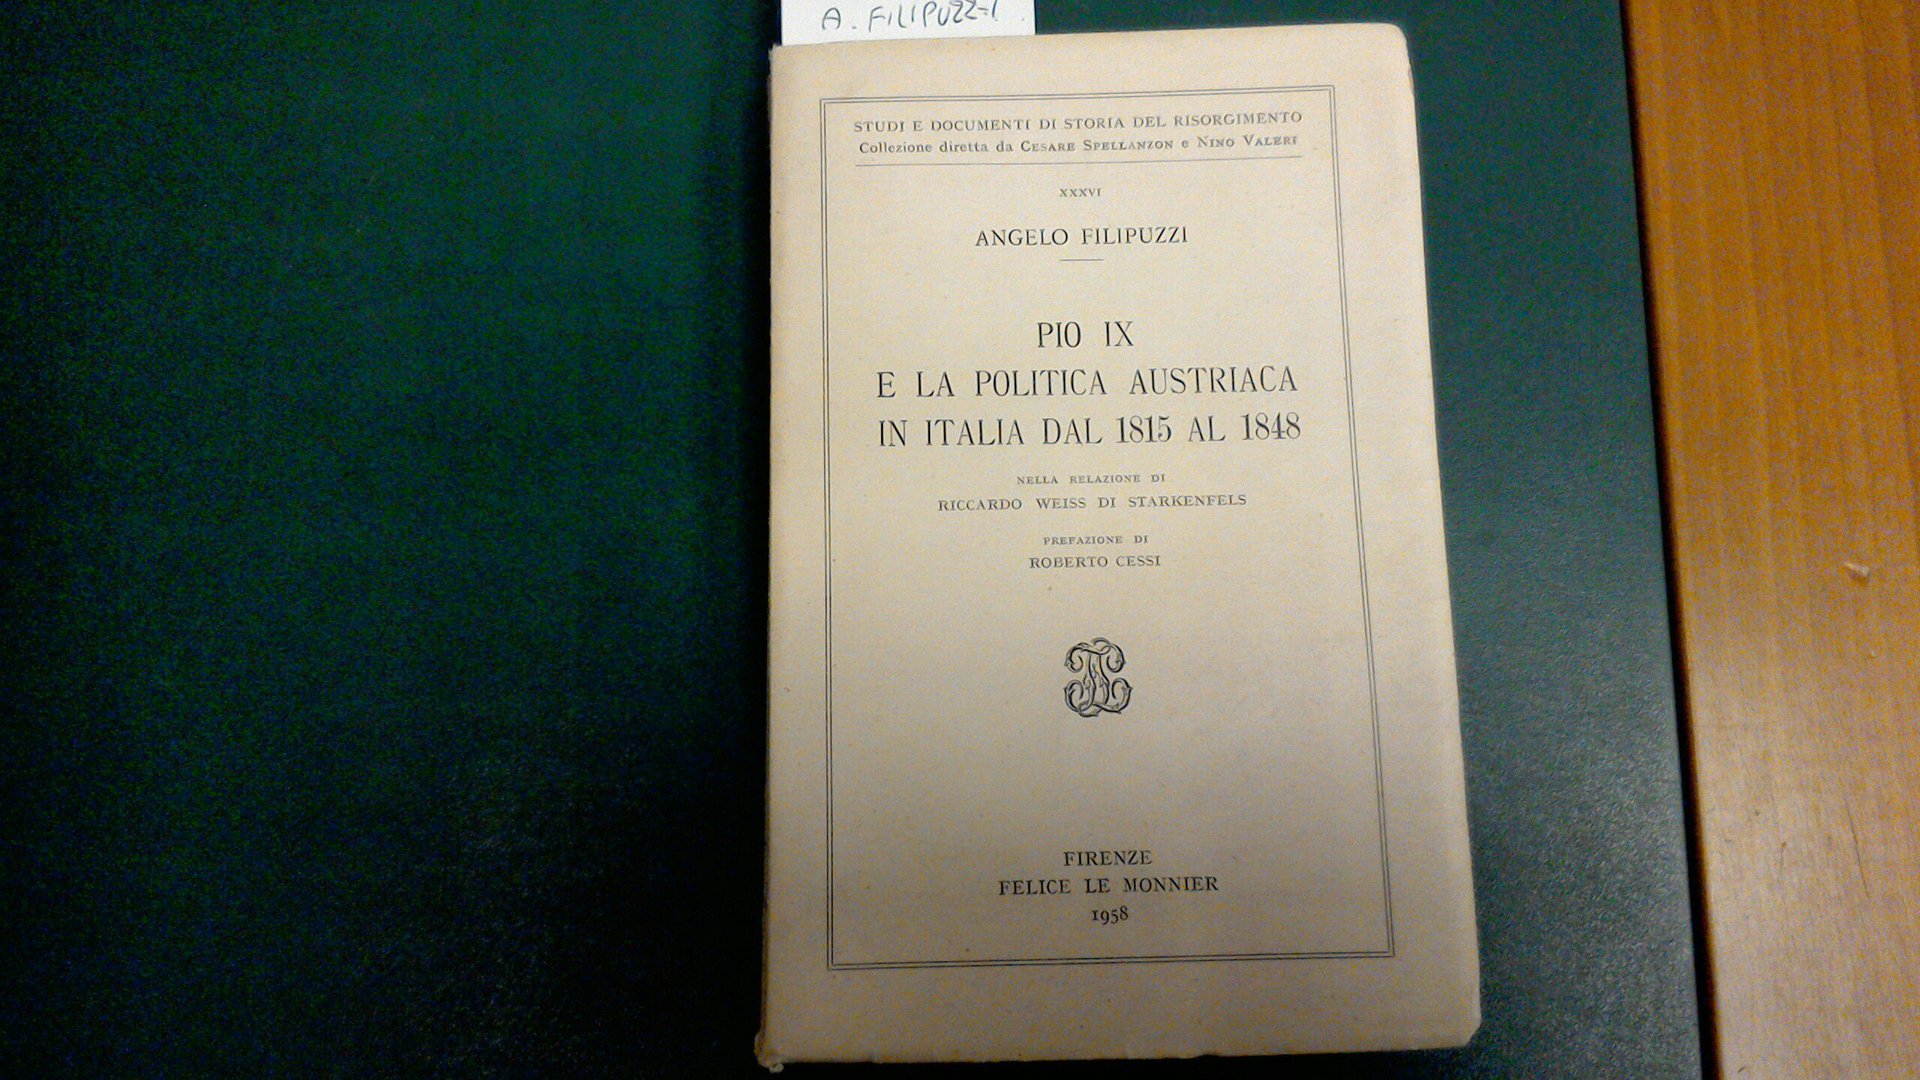 A. FILIPUZZI
STUDI E DOCUMENTI DI STORIA DEL RISORGIMENTO
Collezione diretta da CESARE SPELLANZON e NINO VALERI
XXXVI
ANGELO FILIPUZZI
PIO IX
E LA POLITICA AUSTRIACA
IN ITALIA DAL 1815 AL 1848
NELLA RELAZIONE DI
RICCARDO WEISS DI STARKENFELS
PREFAZIONE DI
ROBERTO CESSI
FIRENZE
FELICE LE MONNIER
1958